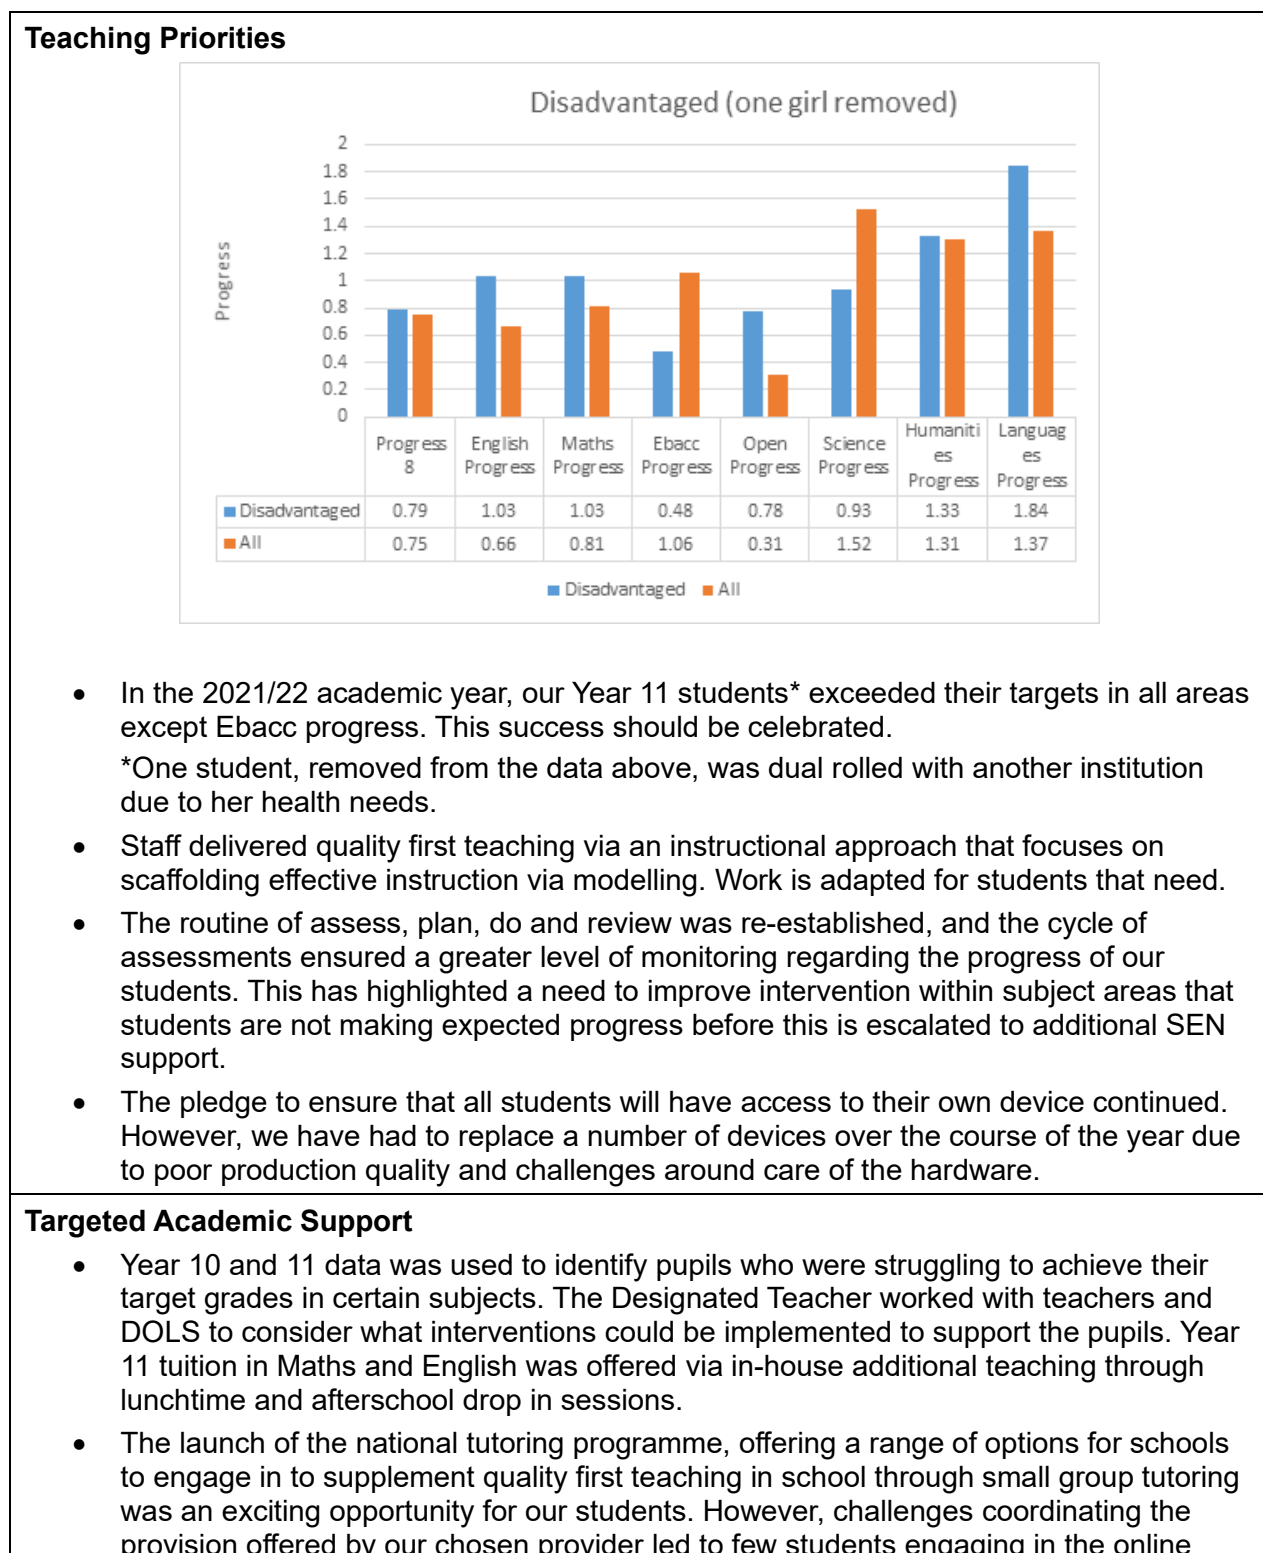 Teaching Priorities
Disadvantaged (one girl removed)
2
1.8
1.6
1.4
1.2
1
0.8
0.6
0.4
0.2
0
Progress
Progress 8
English Progress
Maths Progress
Ebacc Progress
Open Progress
Science Progress
Humanities Progress
Languages Progress
Disadvantaged 0.79 1.03 1.03 0.48 0.78 0.93 1.33 1.84
All 0.75 0.66 0.81 1.06 0.31 1.52 1.31 1.37
Disadvantaged All
• In the 2021/22 academic year, our Year 11 students* exceeded their targets in all areas
except Ebacc progress. This success should be celebrated.
*One student, removed from the data above, was dual rolled with another institution
due to her health needs.
• Staff delivered quality first teaching via an instructional approach that focuses on
scaffolding effective instruction via modelling. Work is adapted for students that need.
• The routine of assess, plan, do and review was re-established, and the cycle of
assessments ensured a greater level of monitoring regarding the progress of our
students. This has highlighted a need to improve intervention within subject areas that
students are not making expected progress before this is escalated to additional SEN
support.
• The pledge to ensure that all students will have access to their own device continued.
However, we have had to replace a number of devices over the course of the year due
to poor production quality and challenges around care of the hardware.
Targeted Academic Support
• Year 10 and 11 data was used to identify pupils who were struggling to achieve their
target grades in certain subjects. The Designated Teacher worked with teachers and
DOLS to consider what interventions could be implemented to support the pupils. Year
11 tuition in Maths and English was offered via in-house additional teaching through
lunchtime and afterschool drop in sessions.
• The launch of the national tutoring programme, offering a range of options for schools
to engage in to supplement quality first teaching in school through small group tutoring
was an exciting opportunity for our students. However, challenges coordinating the
provision offered by our chosen provider led to few students engaging in the online